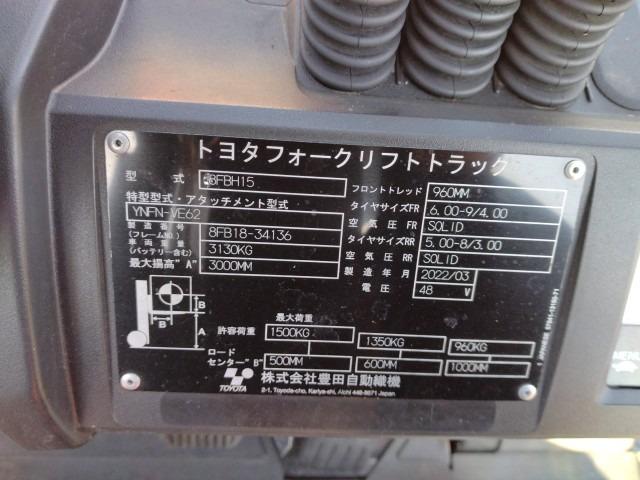 トヨタフォークリフトトラック
型式 8FBH15
特型型式・アタッチメント型式
YNFN-VE62
製造番号 (フレームNO.) 8FB18-34136
車両重量 (バッテリー含む) 3130KG
最大揚高"A" 3000MM
フロントトレッド 960MM
タイヤサイズFR 6.00-9/4.00
空気圧FR SOLID
タイヤサイズRR 5.00-8/3.00
空気圧RR SOLID
製造年月 2022/03
電圧 48 V
B
B
A
最大荷重
許容荷重 1500KG 1350KG 960KG
ロードセンター"B" 500MM 600MM 1000MM
TOYOTA 株式会社豊田自動織機
2-1, Toyoda-cho, Kariya-shi, Aichi 448-8671 Japan
MENU